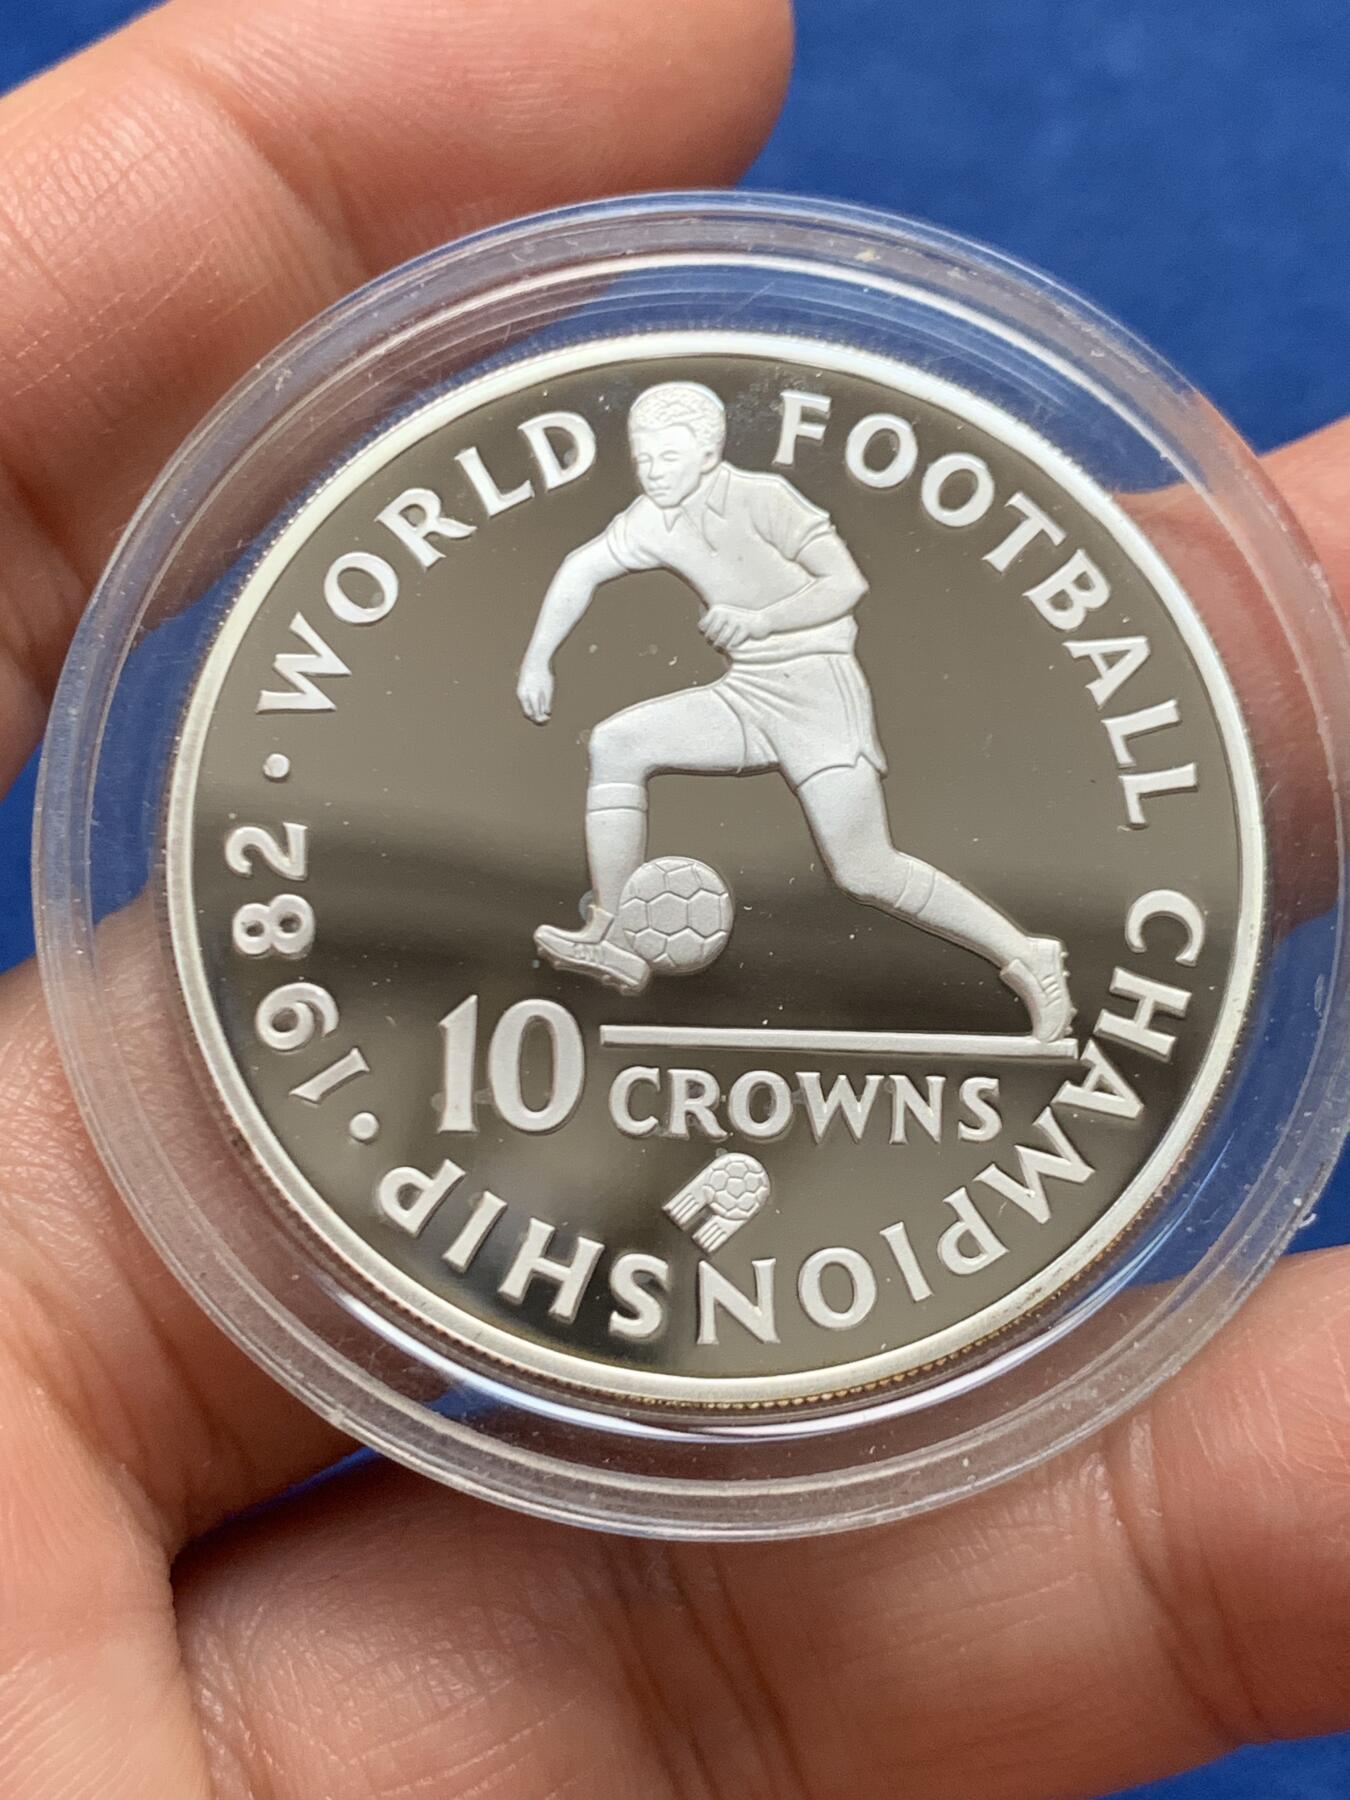 WORLD FOOTBALL CHAMPIONSHIP · 1982 ·
10 CROWNS